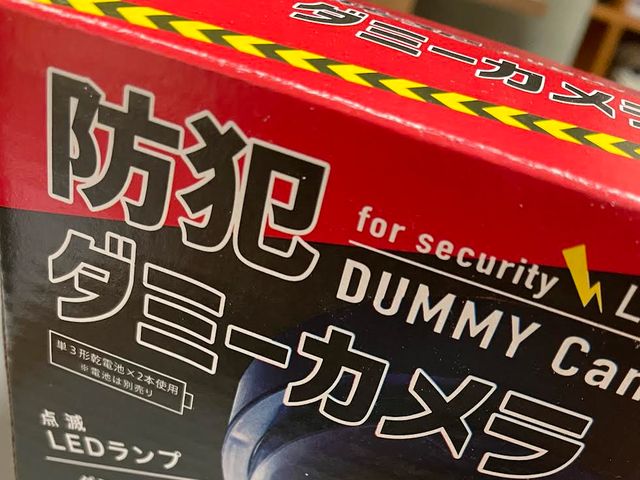 ダミーカメラ
防犯
for security
DUMMY Cam
ダミーカメラ
単3形乾電池×2本使用
※電池は別売り
点滅
LEDランプ